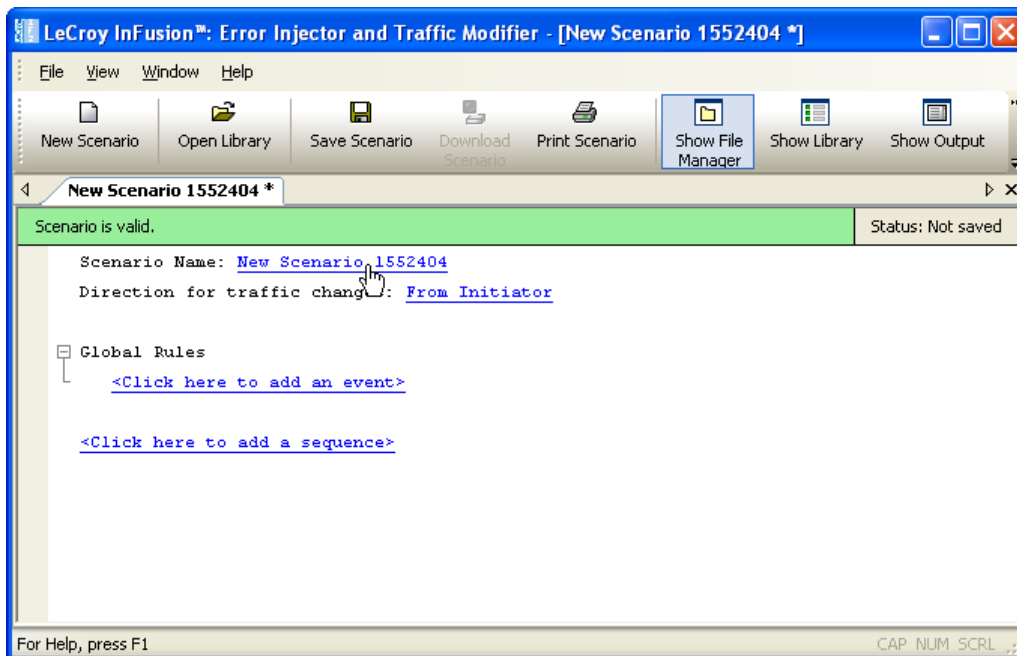 LeCroy InFusion™: Error Injector and Traffic Modifier - [New Scenario 1552404 *]
File View Window Help
New Scenario Open Library Save Scenario Download Scenario Print Scenario Show File Manager Show Library Show Output
New Scenario 1552404 *
Scenario is valid. Status: Not saved
Scenario Name: New Scenario 1552404
Direction for traffic change: From Initiator
Global Rules
<Click here to add an event>
<Click here to add a sequence>
For Help, press F1 CAP NUM SCRL